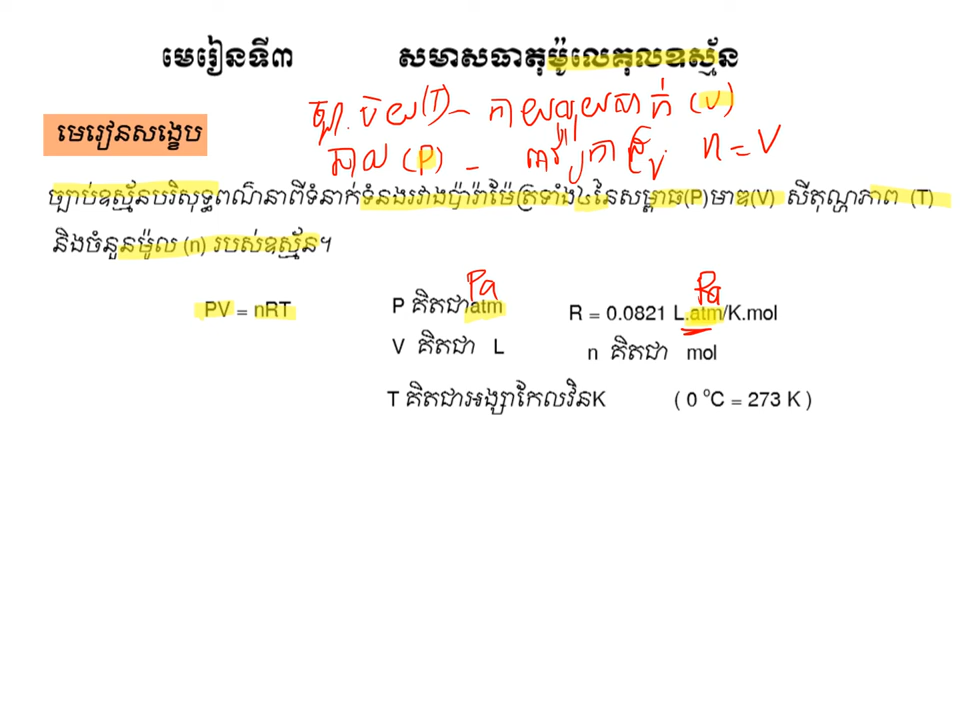 មេរៀនទី៣ សមាសធាតុម៉ូលេគុលឧស្ម័ន
(T) – (V)
(P) – n = V
មេរៀនសង្ខេប
ច្បាប់ឧស្ម័នបរិសុទ្ធពណ៌នាពីទំនាក់ទំនងរវាងប៉ារ៉ាម៉ែត្រទាំង៤នៃសម្ពាធ(P)មាឌ(V) សីតុណ្ហភាព (T)
និងចំនួនម៉ូល (n) របស់ឧស្ម័ន។
Pa Pa
PV = nRT P គិតជាatm R = 0.0821 L.atm/K.mol
V គិតជា L n គិតជា mol
T គិតជាអង្សាកែលវិនK ( 0 °C = 273 K )